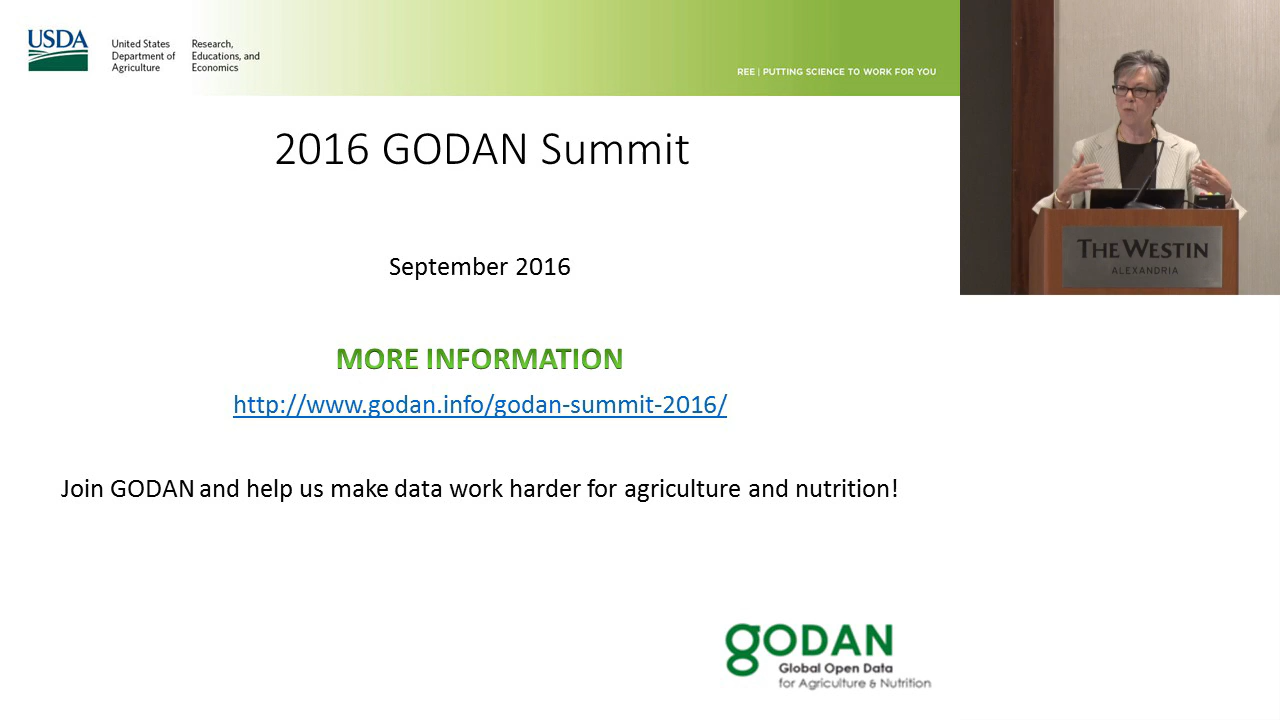 USDA
United States
Department of
Agriculture
Research,
Educations, and
Economics
REE | PUTTING SCIENCE TO WORK FOR YOU
2016 GODAN Summit
September 2016
MORE INFORMATION
http://www.godan.info/godan-summit-2016/
Join GODAN and help us make data work harder for agriculture and nutrition!
gODAN
Global Open Data
for Agriculture & Nutrition
THE WESTIN
ALEXANDRIA